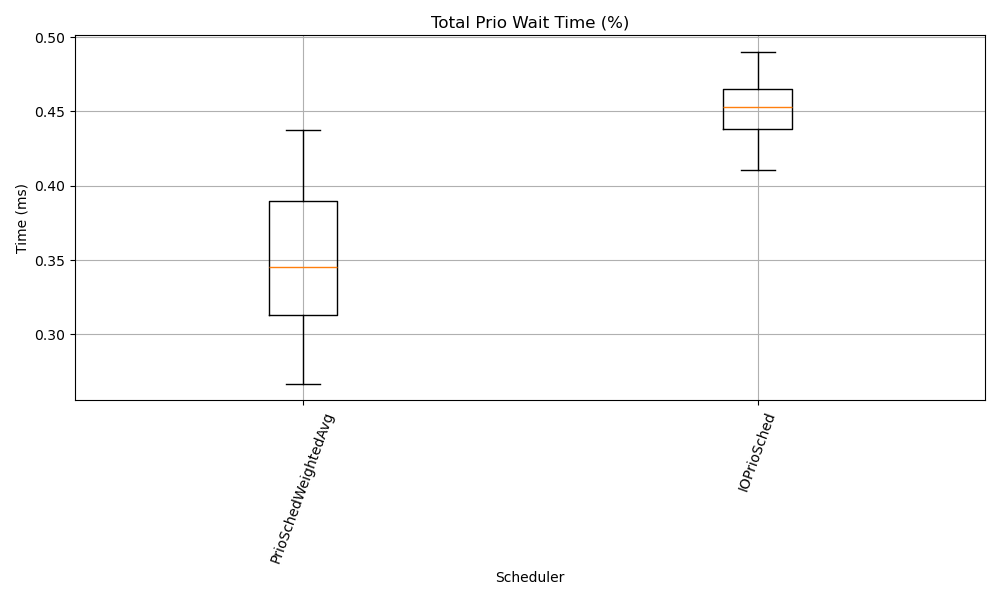 Total Prio Wait Time (%)
Time (ms)
0.50
0.45
0.40
0.35
0.30
PrioSchedWeightedAvg
IOPrioSched
Scheduler